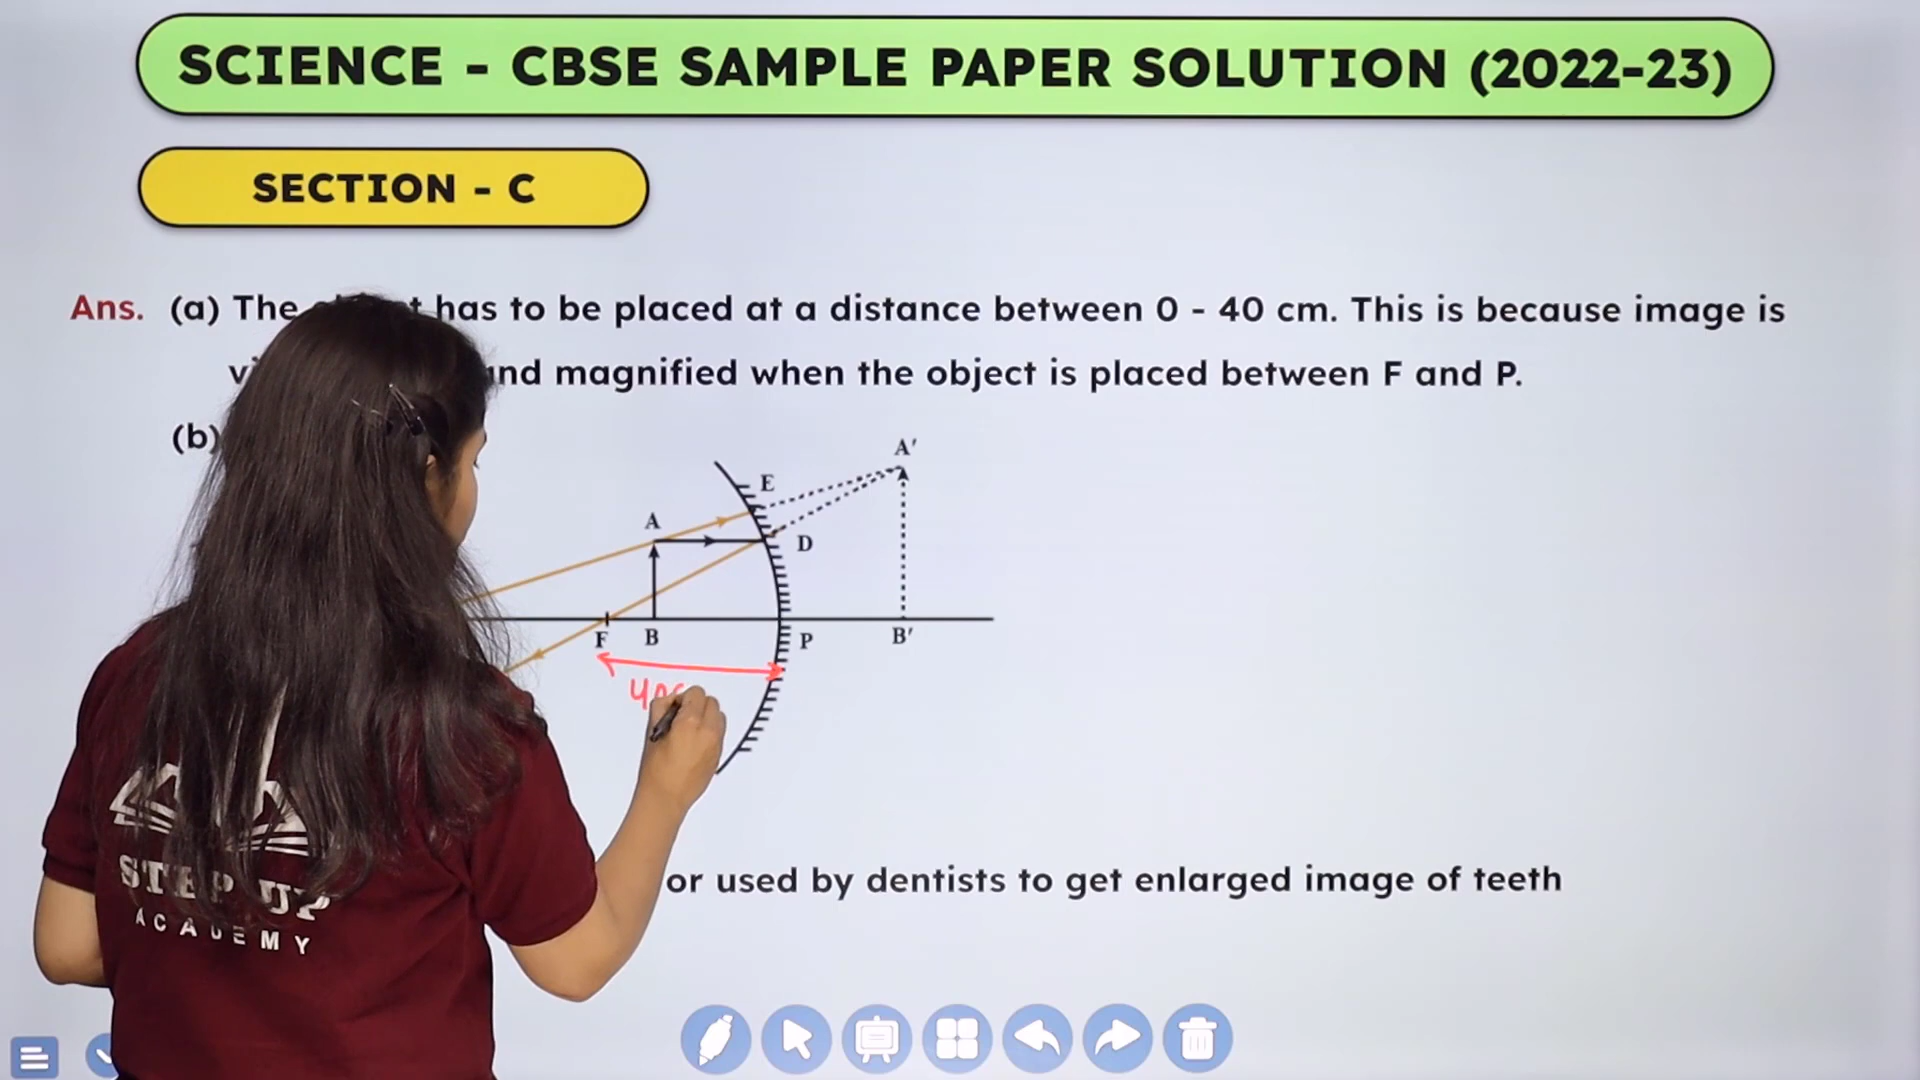 SCIENCE - CBSE SAMPLE PAPER SOLUTION (2022-23)
SECTION - C
Ans. (a) The has to be placed at a distance between 0 - 40 cm. This is because image is
and magnified when the object is placed between F and P.
(b)
A'
E
A
D
F B P B'
or used by dentists to get enlarged image of teeth
STEP UP
ACADEMY